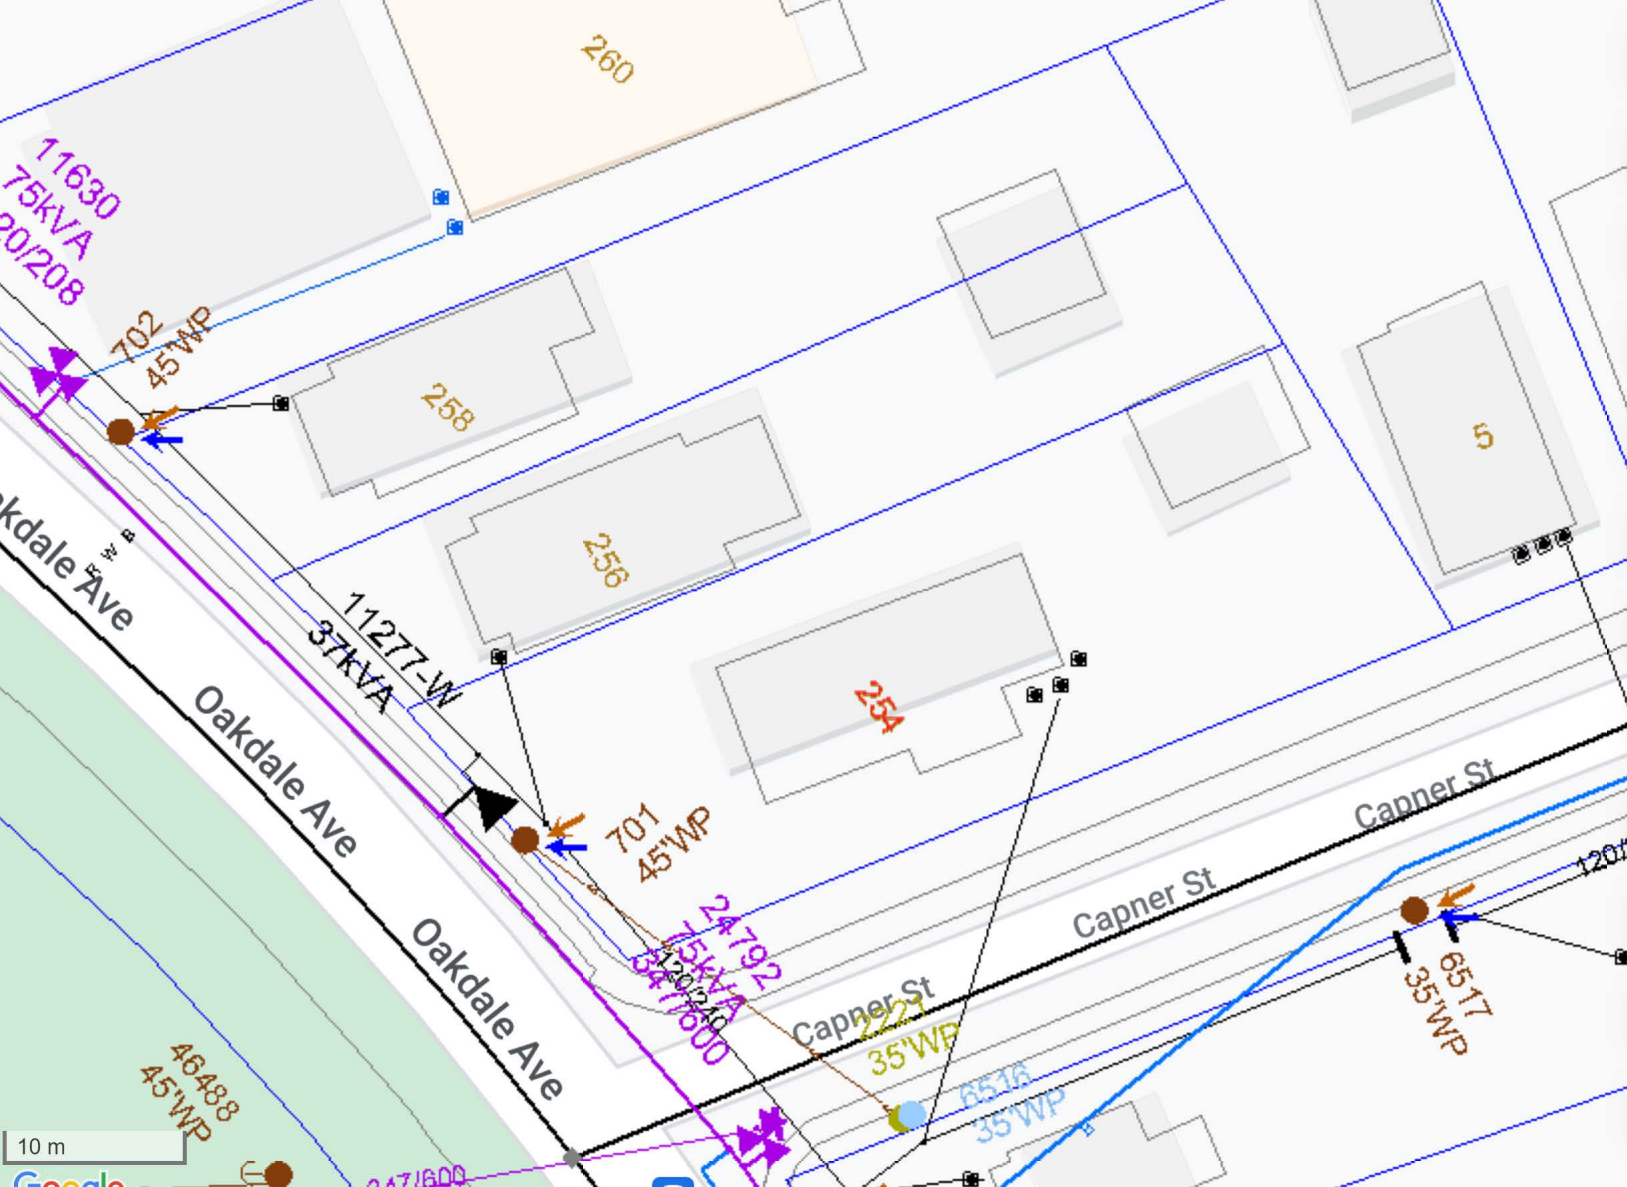 260
11630
75kVA
20/208
702
45'WP
258
5
256
kdale Ave
11277-W
37kVA
254
Oakdale Ave
Capner St
701
45'WP
24792
75kVA
347/600
120/240
Capner St
120/
Oakdale Ave
Capner St
2221
35'WP
6517
35'WP
6516
35'WP
46488
45'WP
10 m
Google
347/600